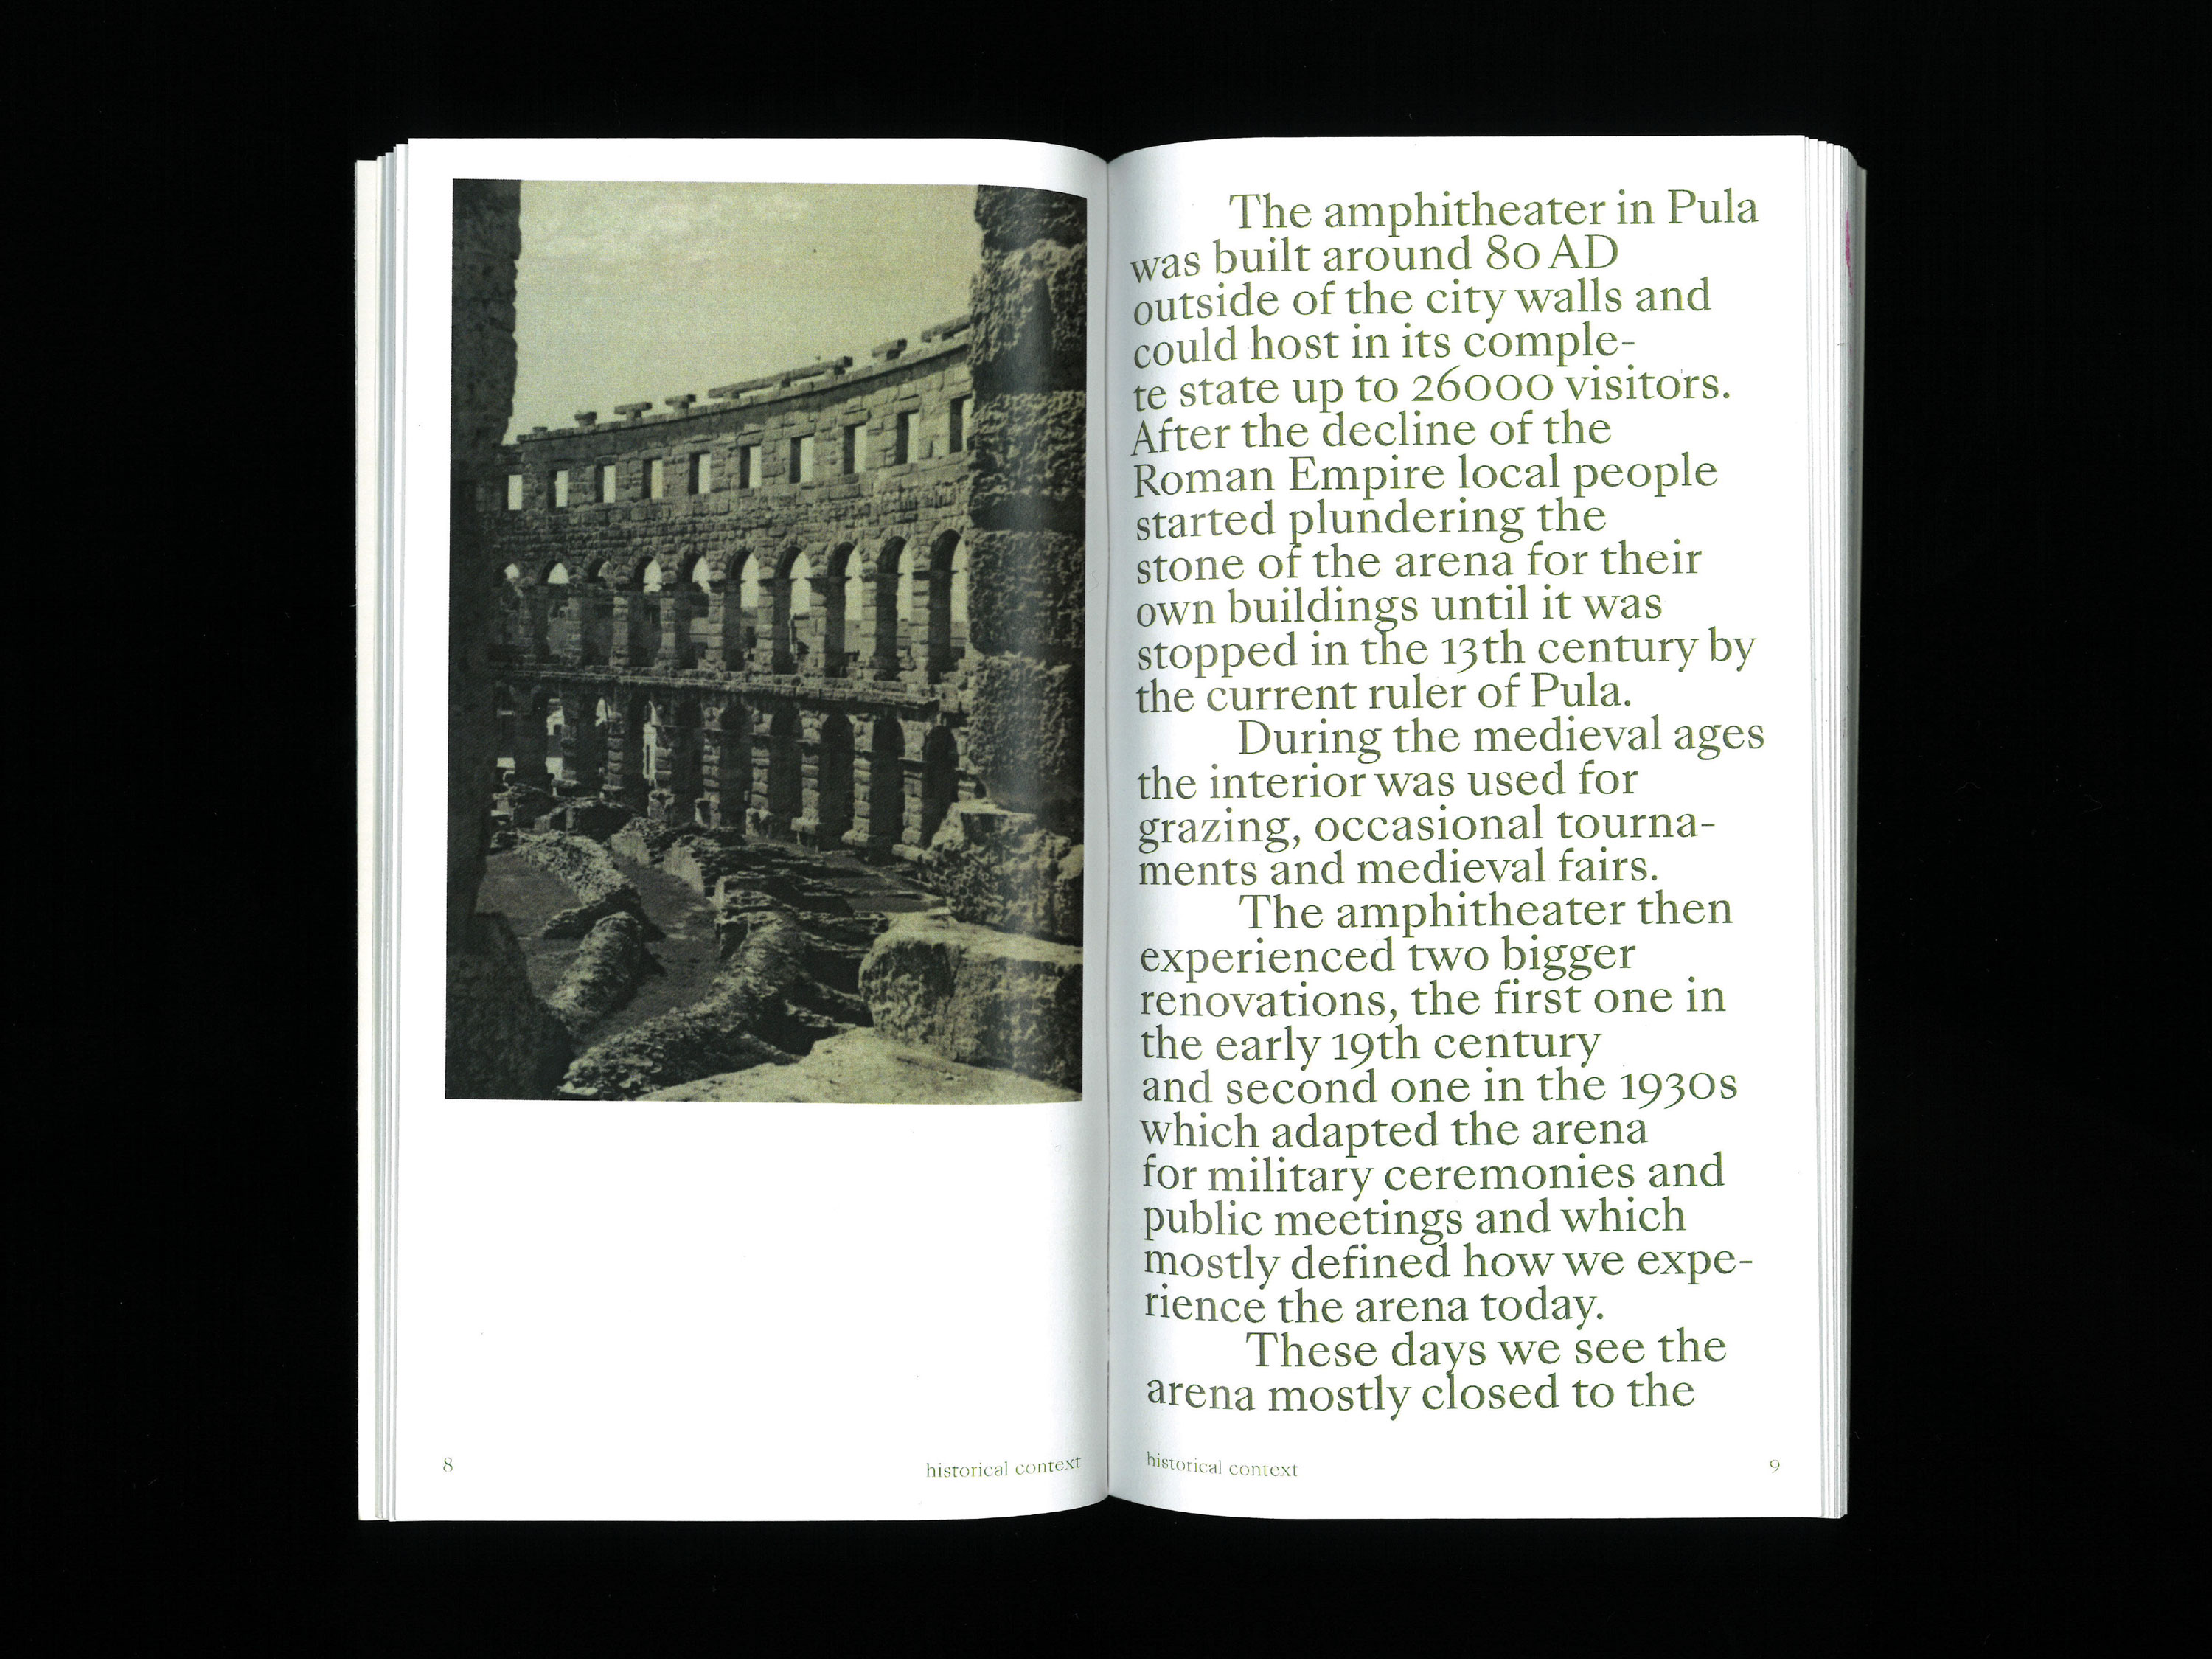 The amphitheater in Pula
was built around 80 AD
outside of the city walls and
could host in its comple-
te state up to 26000 visitors.
After the decline of the
Roman Empire local people
started plundering the
stone of the arena for their
own buildings until it was
stopped in the 13th century by
the current ruler of Pula.
During the medieval ages
the interior was used for
grazing, occasional tourna-
ments and medieval fairs.
The amphitheater then
experienced two bigger
renovations, the first one in
the early 19th century
and second one in the 1930s
which adapted the arena
for military ceremonies and
public meetings and which
mostly defined how we expe-
rience the arena today.
These days we see the
arena mostly closed to the
8 historical context
historical context 9